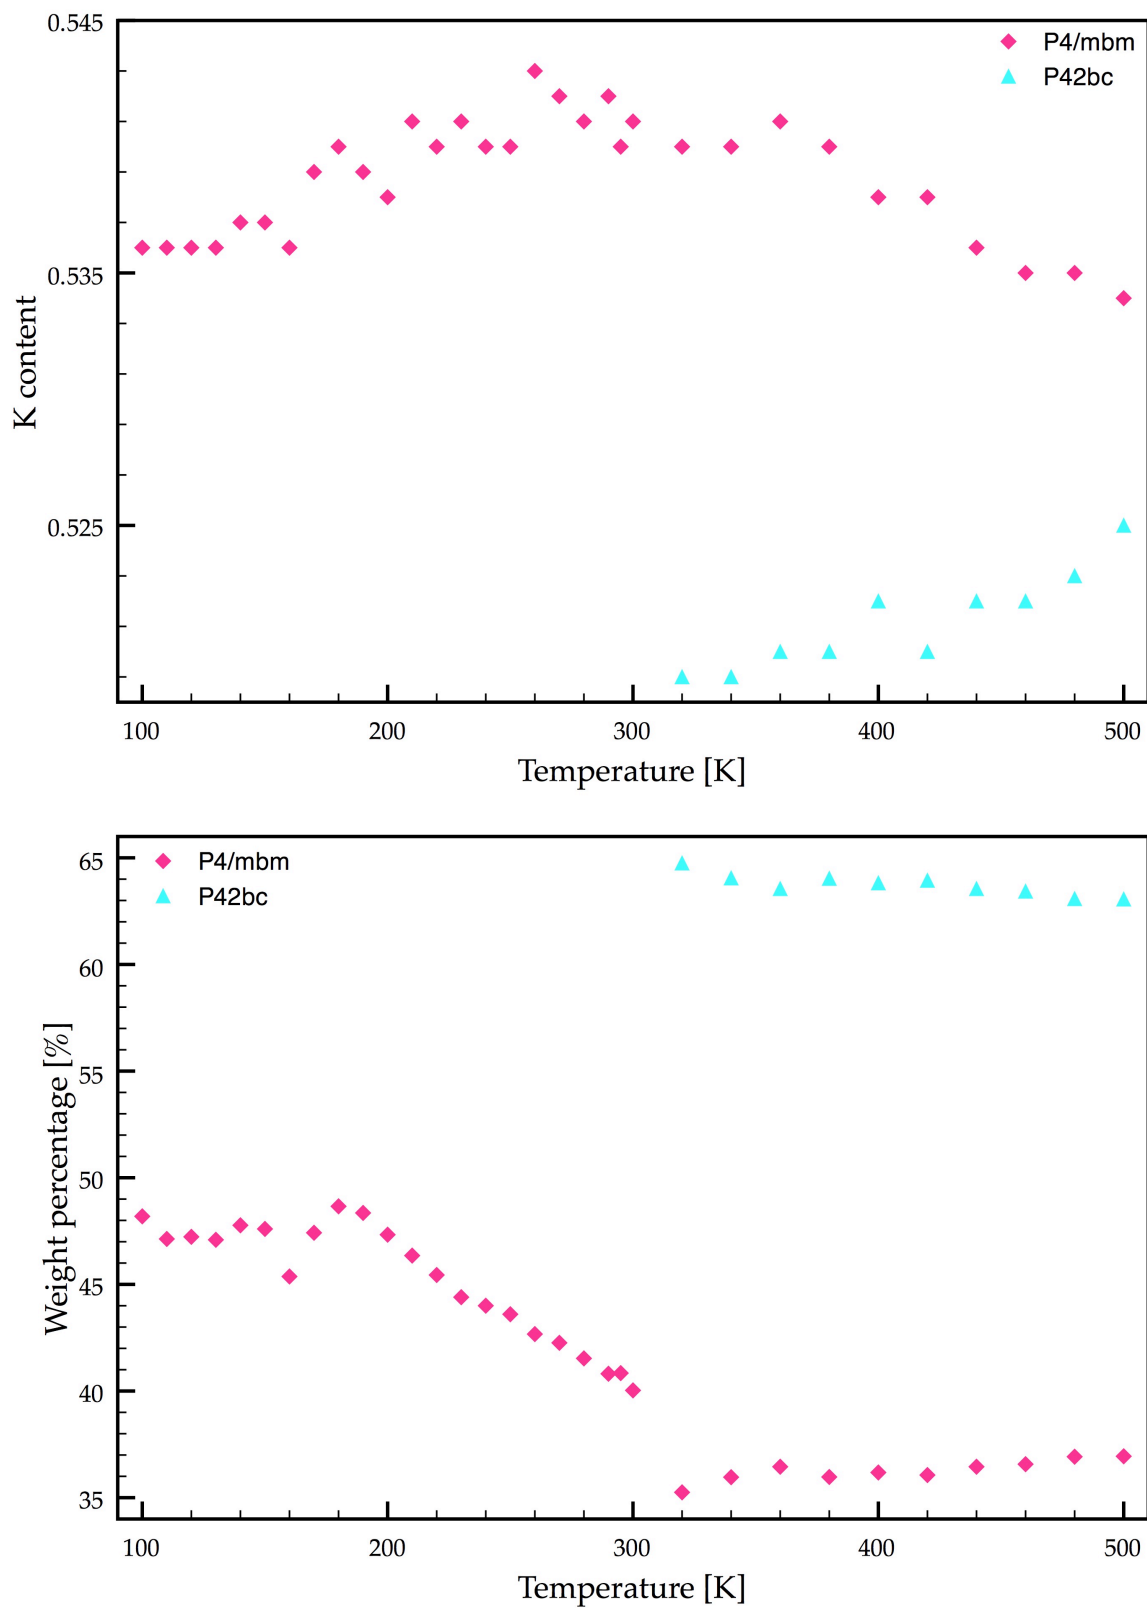 0.545
P4/mbm
P42bc
0.535
K content
0.525
100 200 300 400 500
Temperature [K]
65
P4/mbm
P42bc
60
Weight percentage [%]
55
50
45
40
35
100 200 300 400 500
Temperature [K]